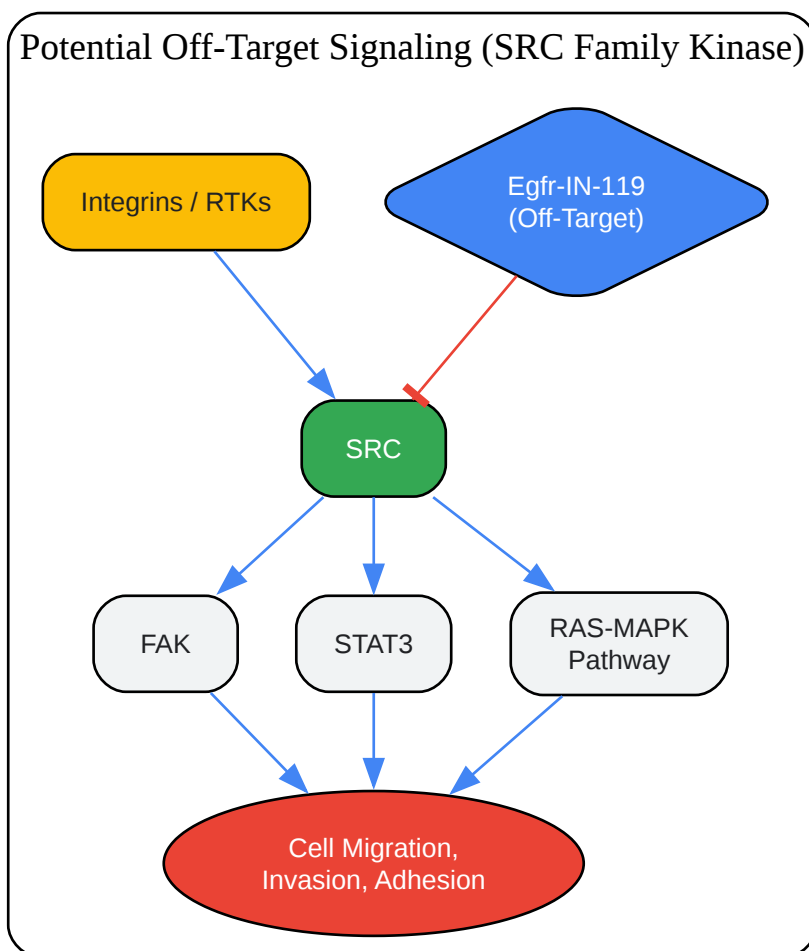 Potential Off-Target Signaling (SRC Family Kinase)
Integrins / RTKs
Egfr-IN-119
(Off-Target)
SRC
FAK
STAT3
RAS-MAPK
Pathway
Cell Migration,
Invasion, Adhesion